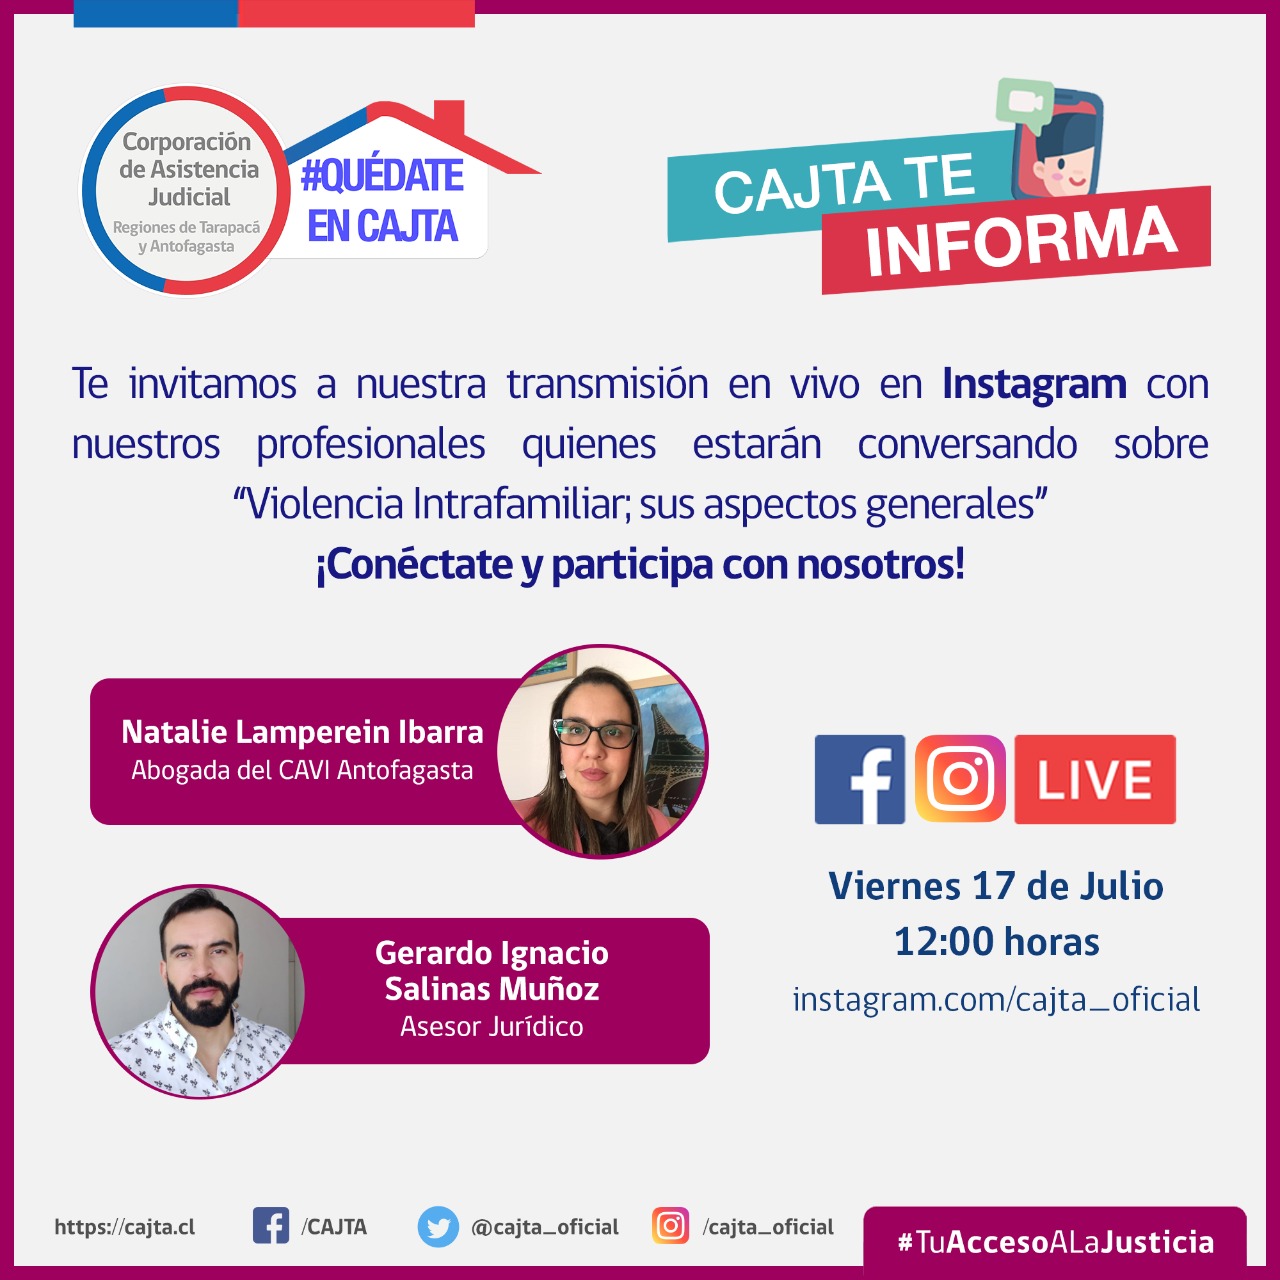 Corporación
de Asistencia
Judicial
Regiones de Tarapacá
y Antofagasta
#QUÉDATE
EN CAJTA
CAJTA TE
INFORMA
Te invitamos a nuestra transmisión en vivo en Instagram con
nuestros profesionales quienes estarán conversando sobre
“Violencia Intrafamiliar; sus aspectos generales”
¡Conéctate y participa con nosotros!
Natalie Lamperein Ibarra
Abogada del CAVI Antofagasta
Gerardo Ignacio
Salinas Muñoz
Asesor Jurídico
LIVE
Viernes 17 de Julio
12:00 horas
instagram.com/cajta_oficial
https://cajta.cl
/CAJTA
@cajta_oficial
/cajta_oficial
#TuAccesoALaJusticia